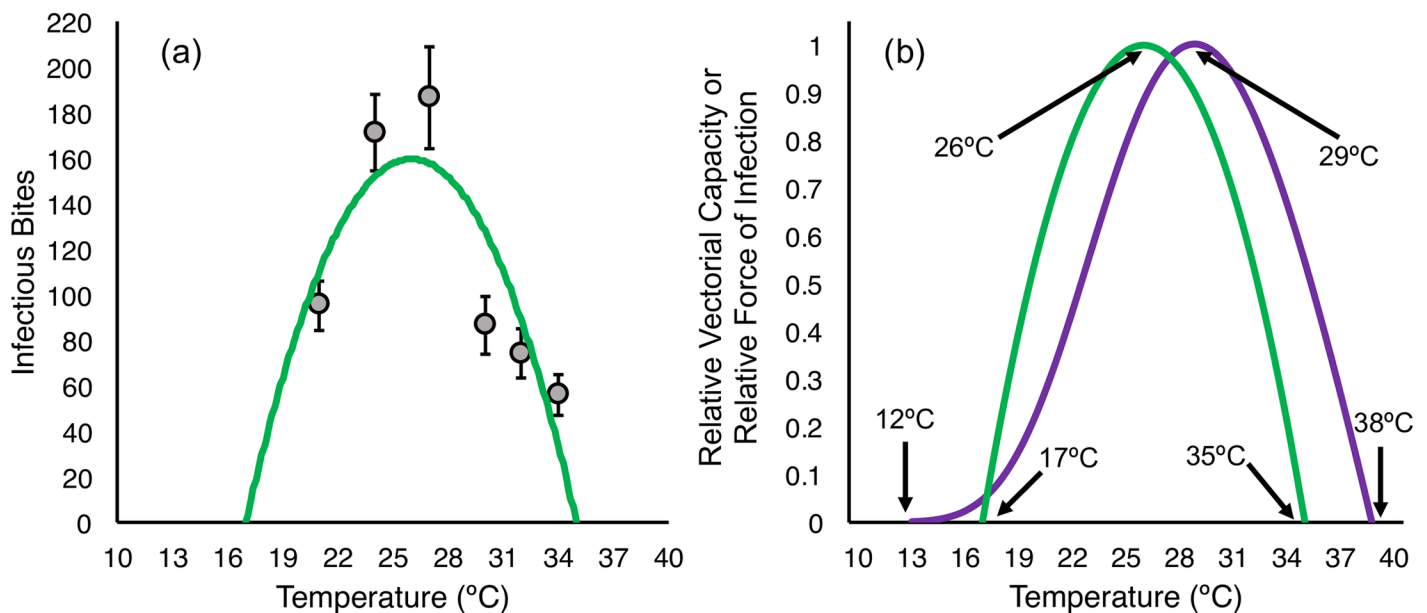 (a)
220
200
180
160
140
120
100
80
60
40
20
0
Infectious Bites
10 13 16 19 22 25 28 31 34 37 40
Temperature (ºC)
(b)
1
0.9
0.8
0.7
0.6
0.5
0.4
0.3
0.2
0.1
0
Relative Vectorial Capacity or
Relative Force of Infection
26ºC
29ºC
12ºC
17ºC
35ºC
38ºC
10 13 16 19 22 25 28 31 34 37 40
Temperature (ºC)